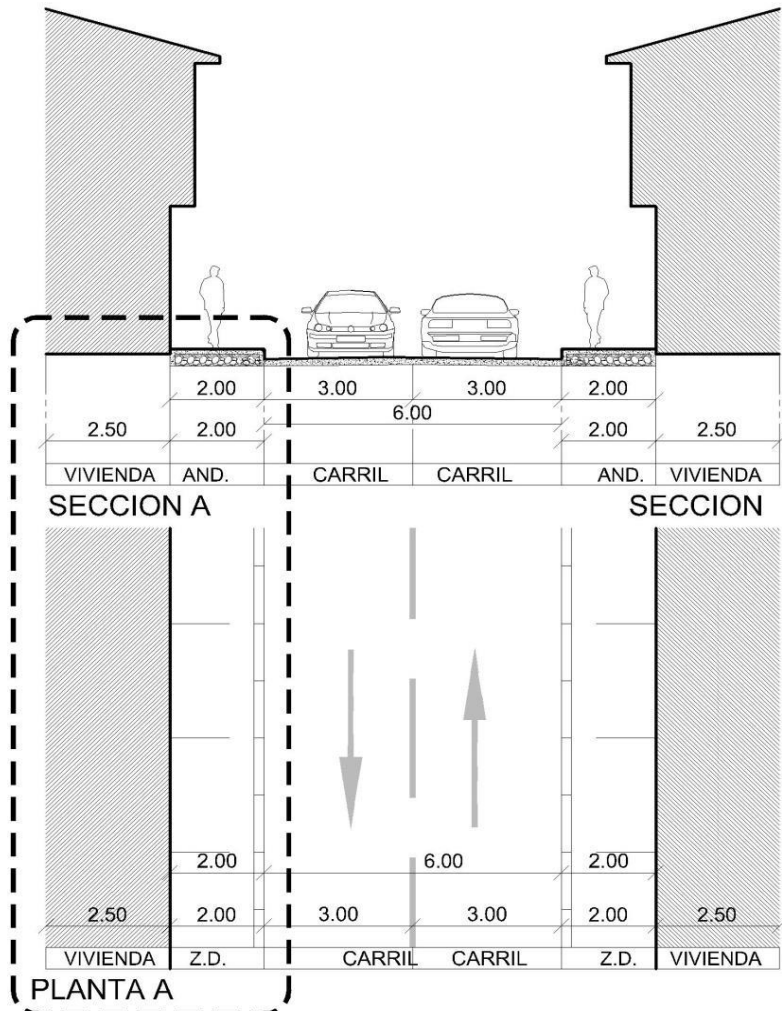 2.00 3.00 3.00 2.00
6.00
2.50 2.00 2.00 2.50
VIVIENDA AND. CARRIL CARRIL AND. VIVIENDA
SECCION A SECCION
2.00 6.00 2.00
2.50 2.00 3.00 3.00 2.00 2.50
VIVIENDA Z.D. CARRIL CARRIL Z.D. VIVIENDA
PLANTA A